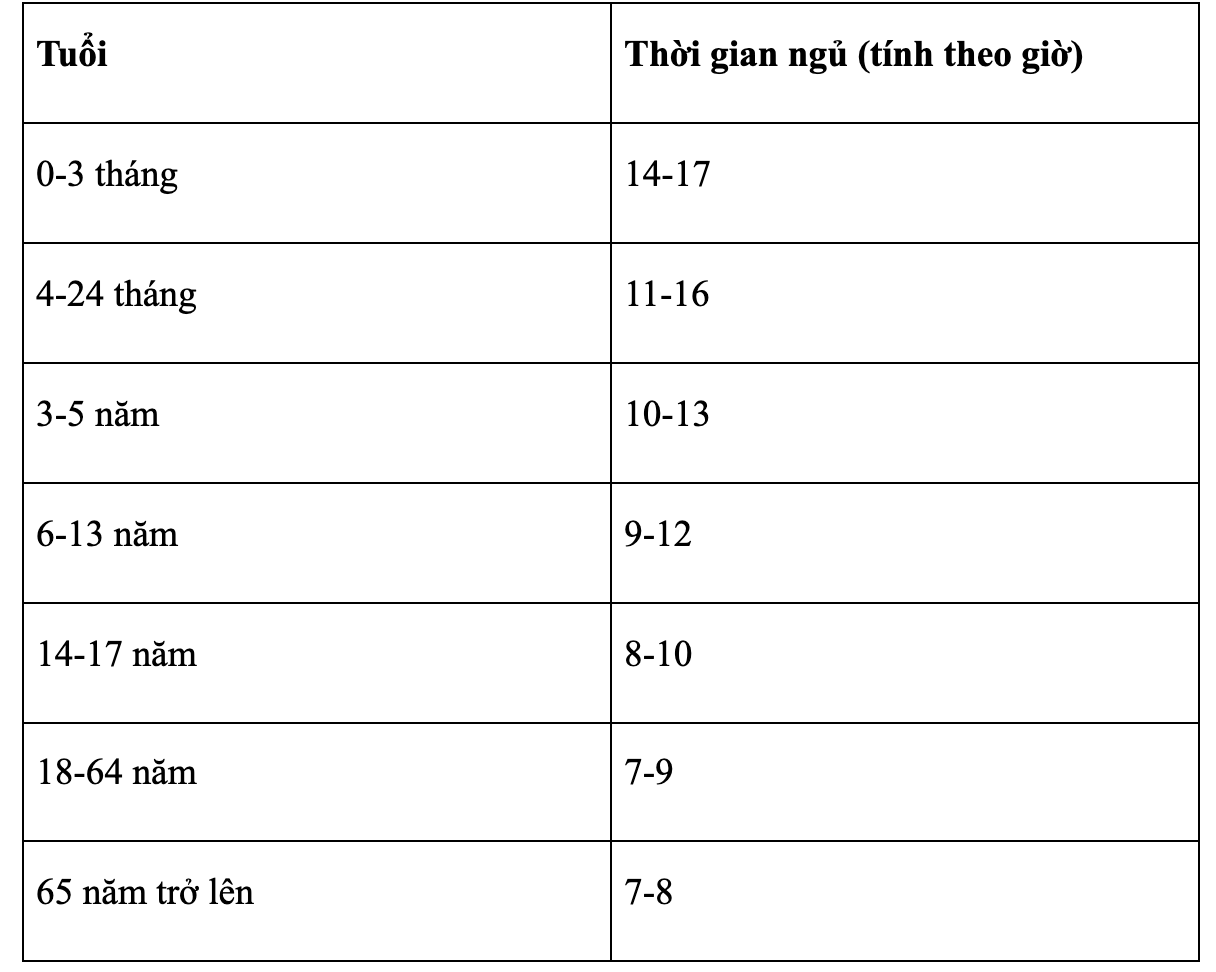 Tuổi
Thời gian ngủ (tính theo giờ)
0-3 tháng
14-17
4-24 tháng
11-16
3-5 năm
10-13
6-13 năm
9-12
14-17 năm
8-10
18-64 năm
7-9
65 năm trở lên
7-8